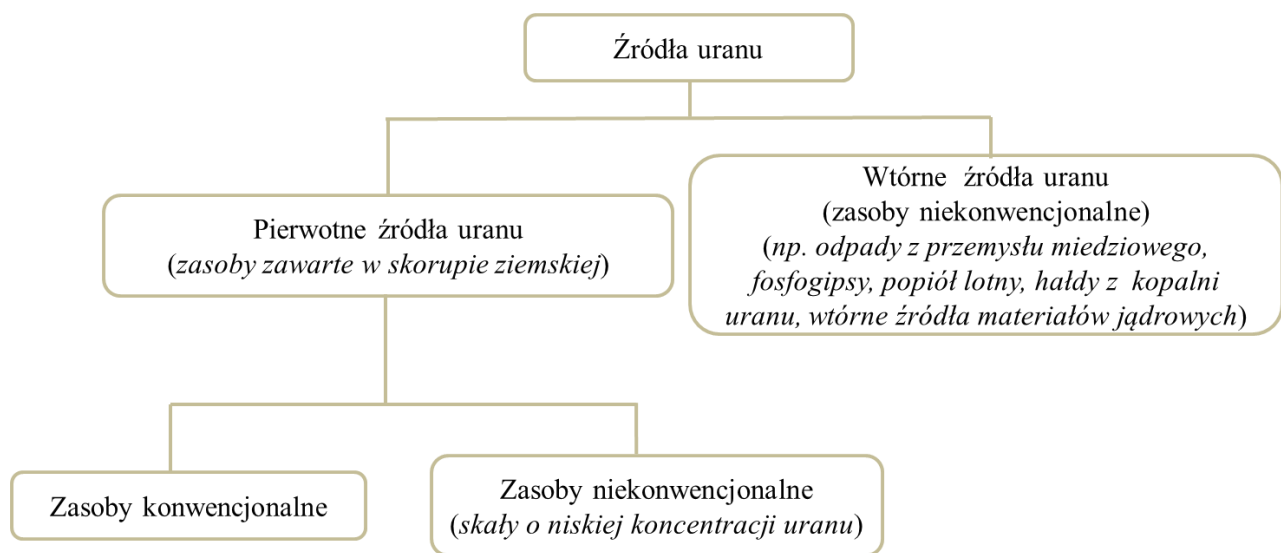 Źródła uranu
Pierwotne źródła uranu
(zasoby zawarte w skorupie ziemskiej)
Wtórne źródła uranu
(zasoby niekonwencjonalne)
(np. odpady z przemysłu miedziowego,
fosfogipsy, popiół lotny, hałdy z kopalni
uranu, wtórne źródła materiałów jądrowych)
Zasoby konwencjonalne
Zasoby niekonwencjonalne
(skały o niskiej koncentracji uranu)